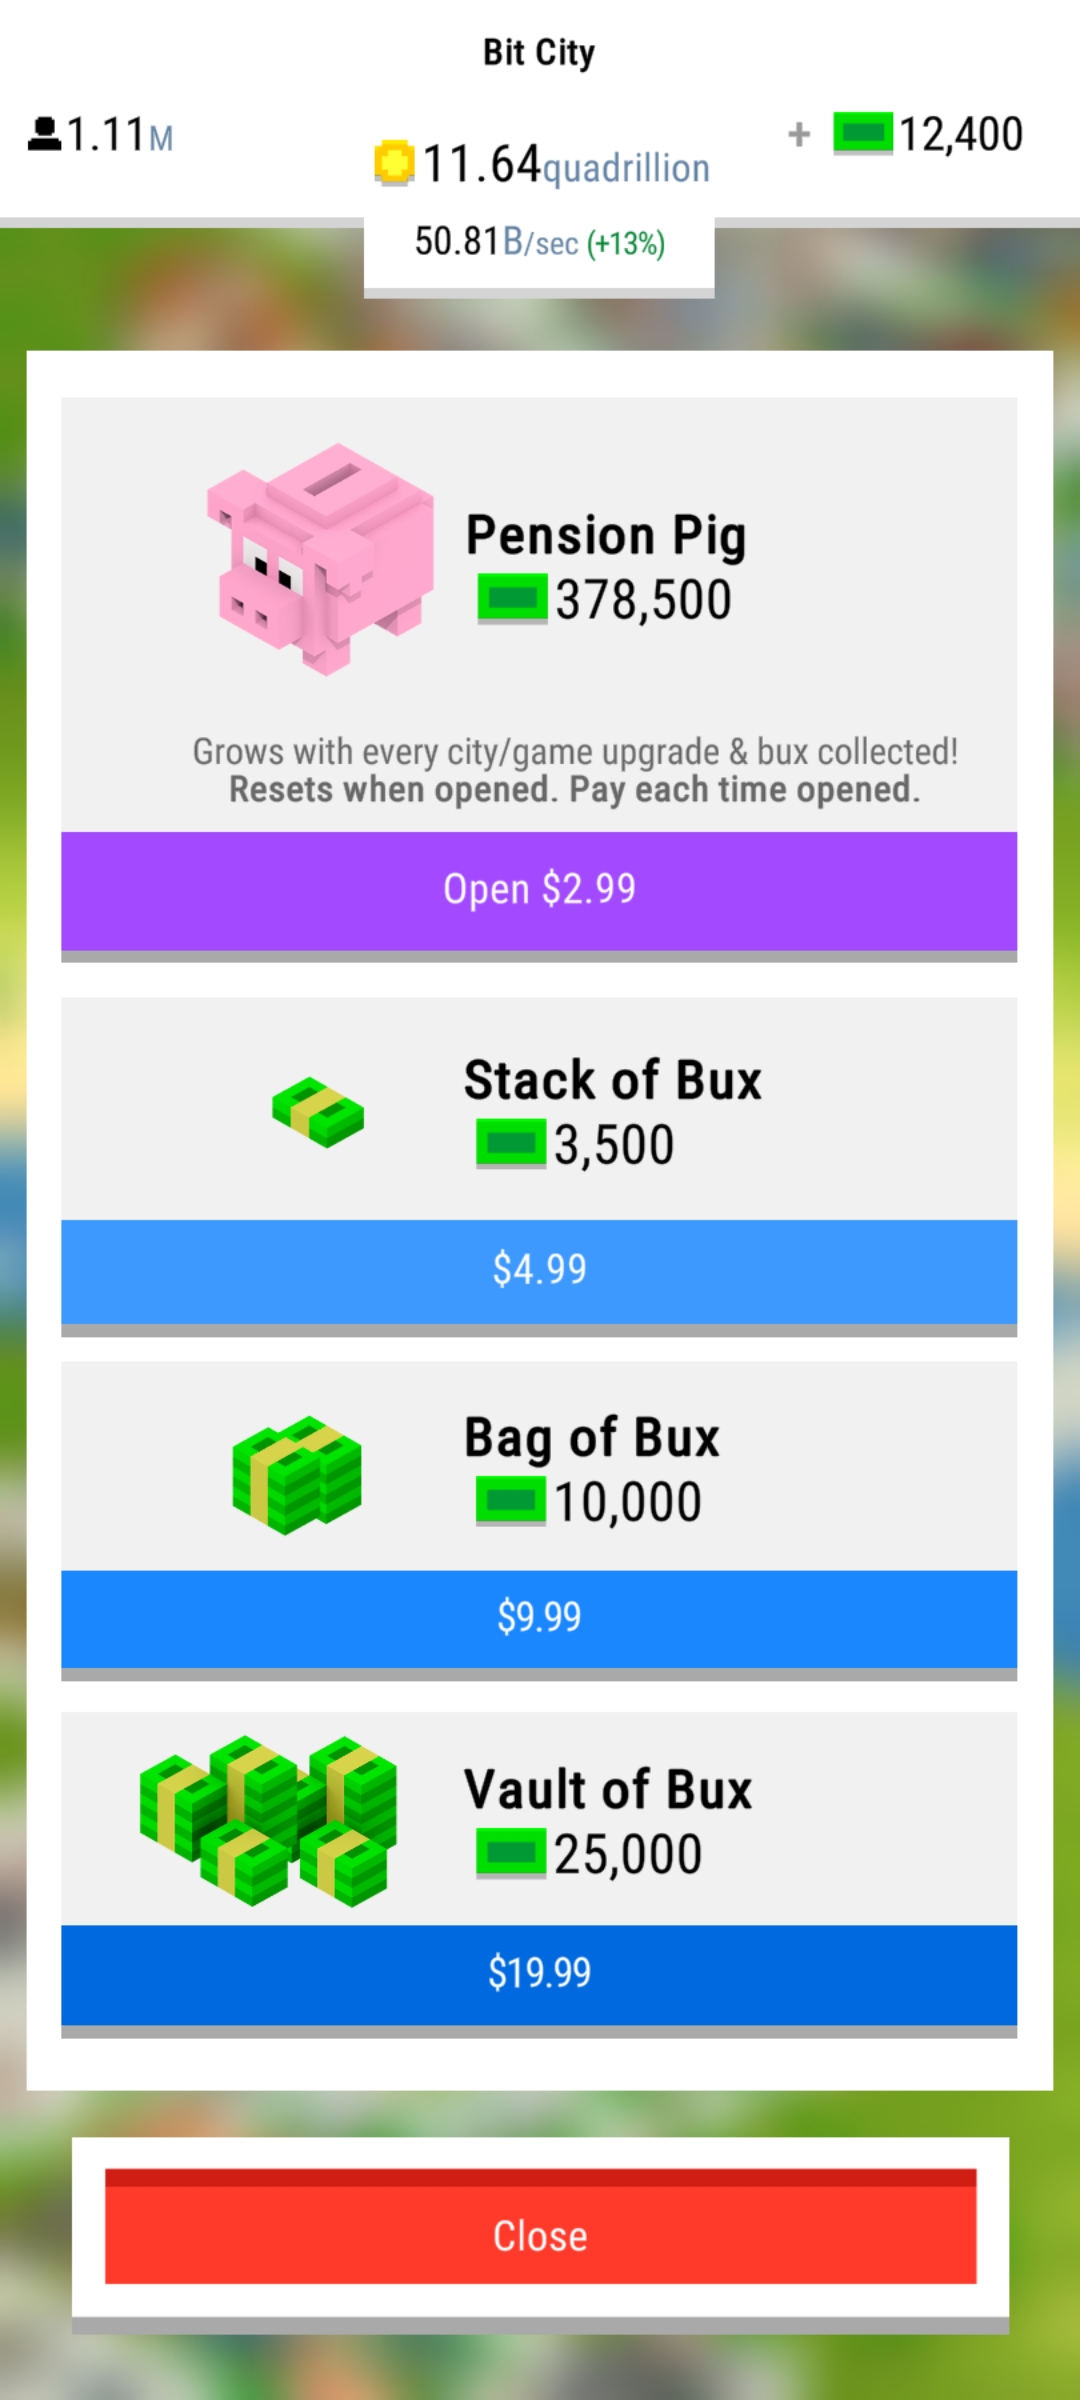 Bit City
1.11M
+ 12,400
11.64quadrillion
50.81B/sec (+13%)
Pension Pig
378,500
Grows with every city/game upgrade & bux collected!
Resets when opened. Pay each time opened.
Open $2.99
Stack of Bux
3,500
$4.99
Bag of Bux
10,000
$9.99
Vault of Bux
25,000
$19.99
Close